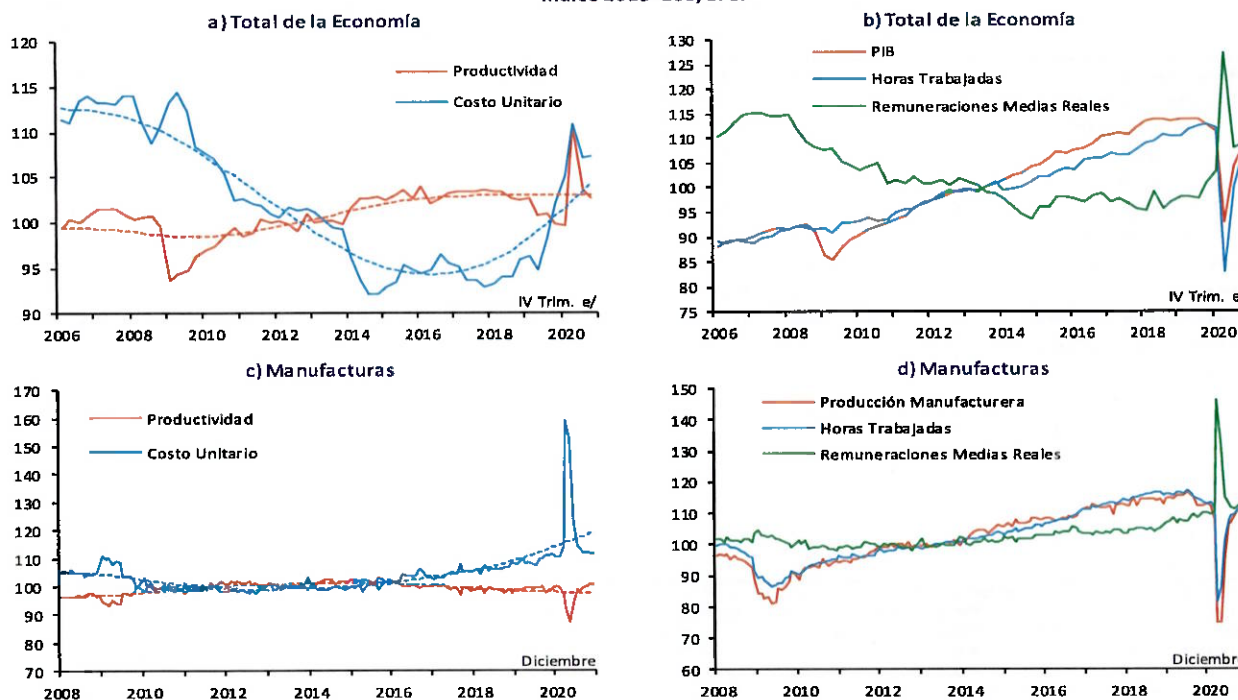 a) Total de la Economía
120
115
110
105
100
95
90
Productividad
Costo Unitario
IV Trim. e/
2006 2008 2010 2012 2014 2016 2018 2020
b) Total de la Economía
130
125
120
115
110
105
100
95
90
85
80
75
PIB
Horas Trabajadas
Remuneraciones Medias Reales
IV Trim. e
2006 2008 2010 2012 2014 2016 2018 2020
c) Manufacturas
170
160
150
140
130
120
110
100
90
80
70
Productividad
Costo Unitario
Diciembre
2008 2010 2012 2014 2016 2018 2020
d) Manufacturas
150
140
130
120
110
100
90
80
70
60
Producción Manufacturera
Horas Trabajadas
Remuneraciones Medias Reales
Diciembre
2008 2010 2012 2014 2016 2018 2020